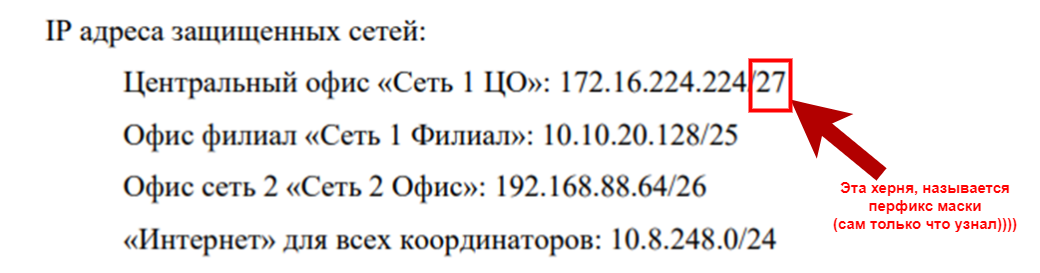 IP адреса защищенных сетей:
Центральный офис «Сеть 1 ЦО»: 172.16.224.224/27
Офис филиал «Сеть 1 Филиал»: 10.10.20.128/25
Офис сеть 2 «Сеть 2 Офис»: 192.168.88.64/26
«Интернет» для всех координаторов: 10.8.248.0/24
Эта херня, называется
перфикс маски
(сам только что узнал))))